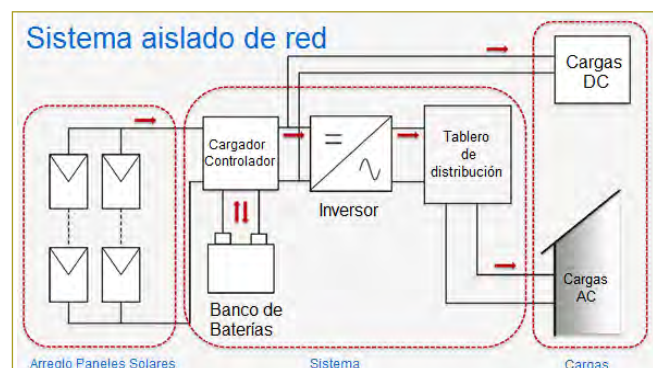 Sistema aislado de red
Cargas
DC
Cargador
Controlador
Tablero
de
distribución
Inversor
Banco de
Baterías
Cargas
AC
Arreglo Paneles Solares
Sistema
Cargas